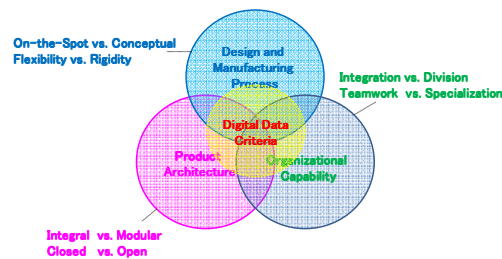 On-the-Spot vs. Conceptual
Flexibility vs. Rigidity
Design and
Manufacturing
Process
Integration vs. Division
Teamwork vs. Specialization
Digital Data
Criteria
Product
Architecture
Organizational
Capability
Integral vs. Modular
Closed vs. Open